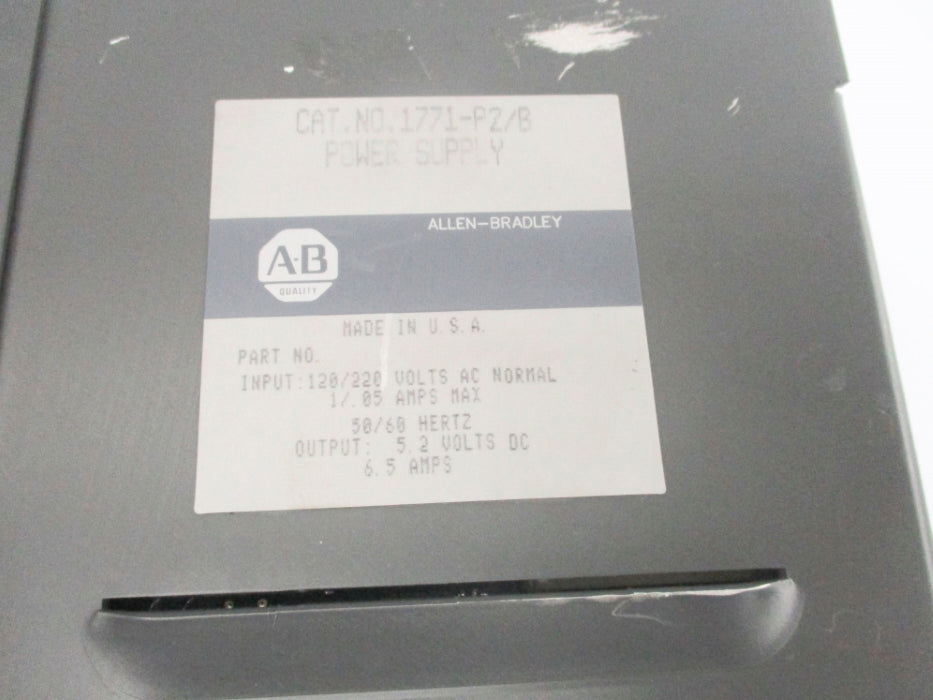 CAT.NO.1771-P2/B
POWER SUPPLY
ALLEN-BRADLEY
A·B
QUALITY
MADE IN U.S.A.
PART NO.
INPUT:120/220 VOLTS AC NORMAL
1/.05 AMPS MAX
50/60 HERTZ
OUTPUT: 5.2 VOLTS DC
6.5 AMPS